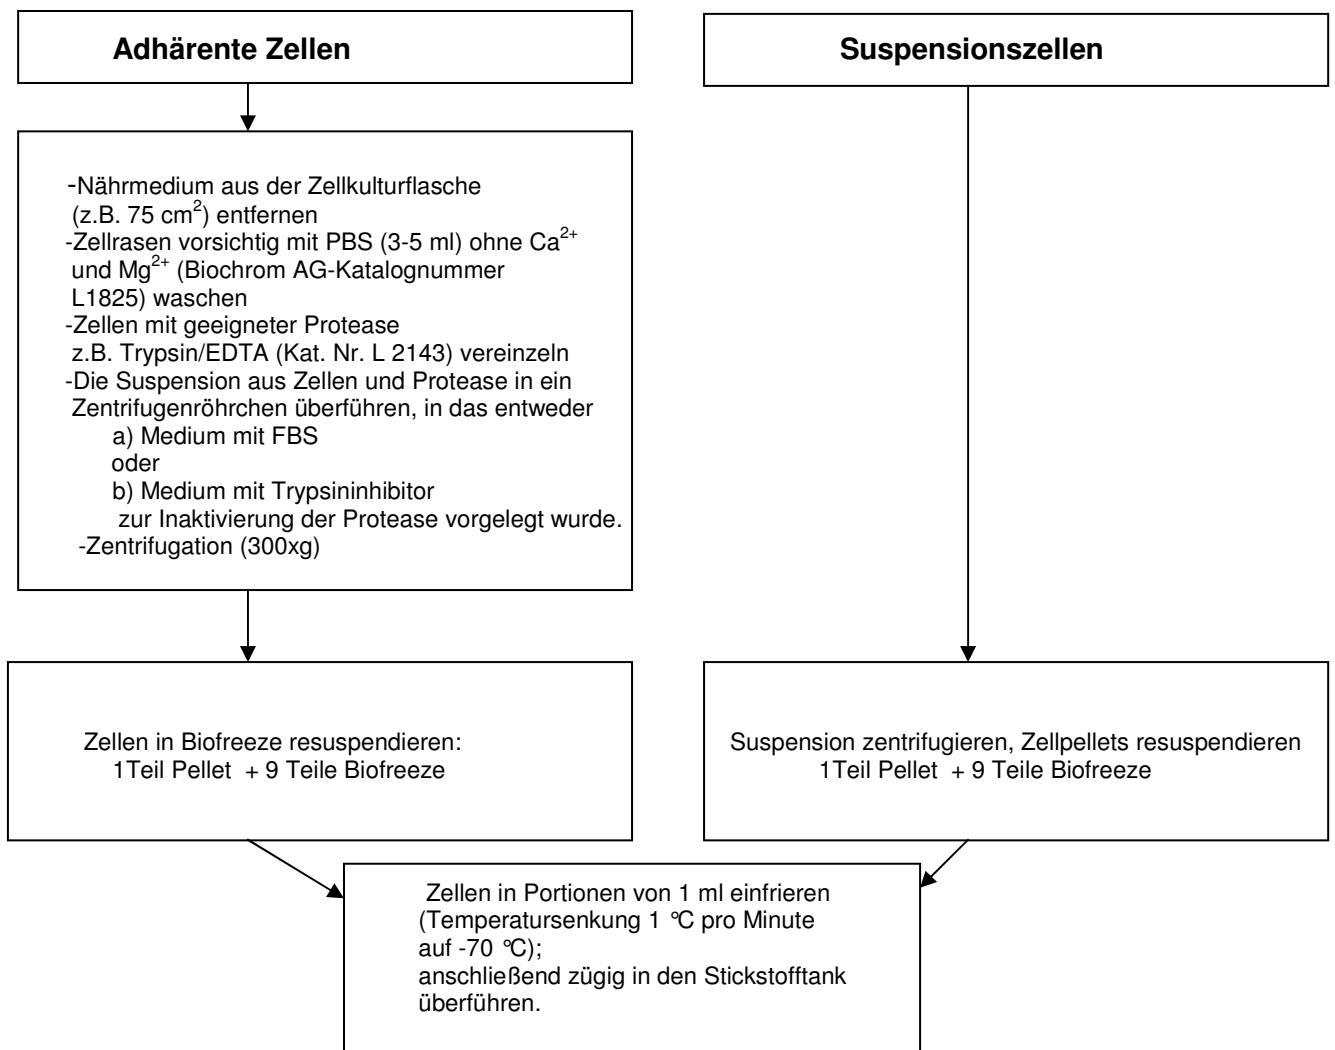 Adhärente Zellen
Suspensionszellen
-Nährmedium aus der Zellkulturflasche
(z.B. 75 cm²) entfernen
-Zellrasen vorsichtig mit PBS (3-5 ml) ohne Ca²⁺
und Mg²⁺ (Biochrom AG-Katalognummer
L1825) waschen
-Zellen mit geeigneter Protease
z.B. Trypsin/EDTA (Kat. Nr. L 2143) vereinzeln
-Die Suspension aus Zellen und Protease in ein
Zentrifugenröhrchen überführen, in das entweder
a) Medium mit FBS
oder
b) Medium mit Trypsininhibitor
zur Inaktivierung der Protease vorgelegt wurde.
-Zentrifugation (300xg)
Zellen in Biofreeze resuspendieren:
1Teil Pellet + 9 Teile Biofreeze
Suspension zentrifugieren, Zellpellets resuspendieren
1Teil Pellet + 9 Teile Biofreeze
Zellen in Portionen von 1 ml einfrieren
(Temperatursenkung 1 °C pro Minute
auf -70 °C);
anschließend zügig in den Stickstofftank
überführen.